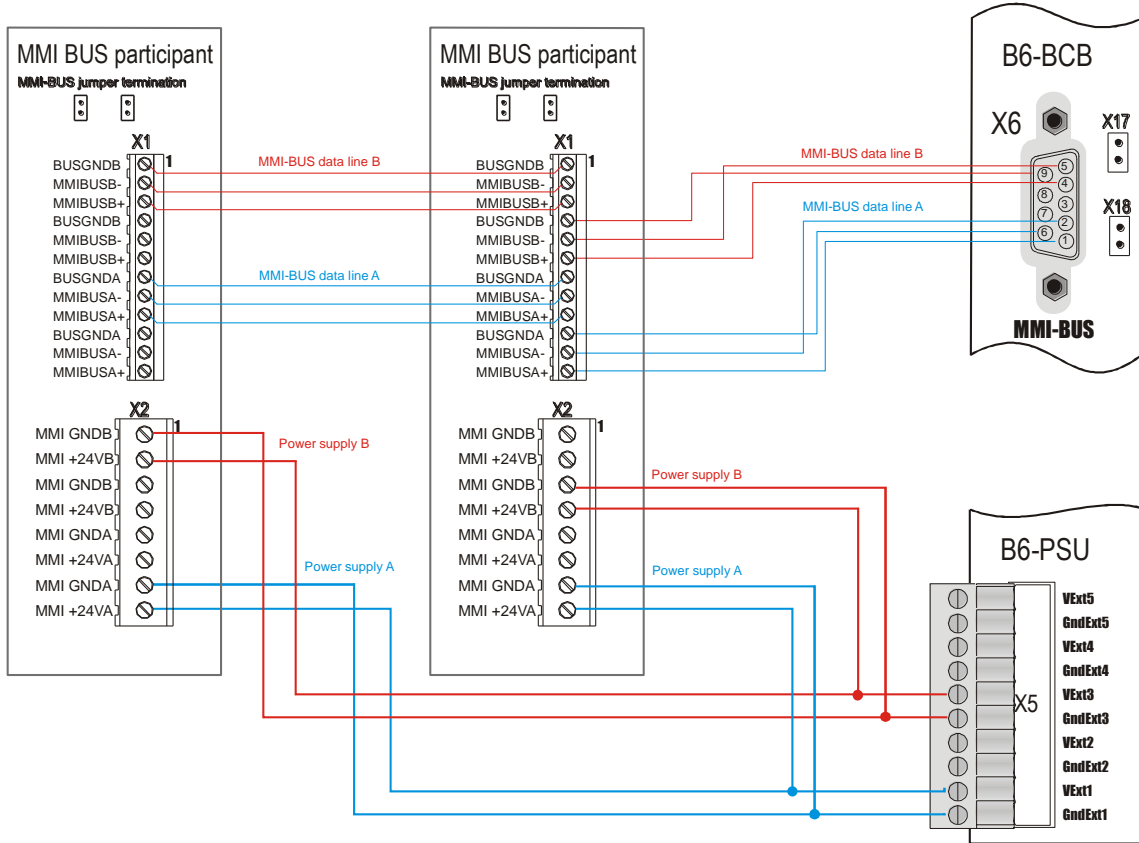 MMI BUS participant
MMI-BUS jumper termination
X1
1
BUSGNDB
MMIBUSB-
MMIBUSB+
BUSGNDB
MMIBUSB-
MMIBUSB+
BUSGNDA
MMIBUSA-
MMIBUSA+
BUSGNDA
MMIBUSA-
MMIBUSA+
X2
1
MMI GNDB
MMI +24VB
MMI GNDB
MMI +24VB
MMI GNDA
MMI +24VA
MMI GNDA
MMI +24VA
MMI-BUS data line B
MMI-BUS data line A
Power supply B
Power supply A
MMI BUS participant
MMI-BUS jumper termination
X1
1
BUSGNDB
MMIBUSB-
MMIBUSB+
BUSGNDB
MMIBUSB-
MMIBUSB+
BUSGNDA
MMIBUSA-
MMIBUSA+
BUSGNDA
MMIBUSA-
MMIBUSA+
X2
1
MMI GNDB
MMI +24VB
MMI GNDB
MMI +24VB
MMI GNDA
MMI +24VA
MMI GNDA
MMI +24VA
MMI-BUS data line B
MMI-BUS data line A
Power supply B
Power supply A
B6-BCB
X6
X17
X18
5
9
4
8
3
7
2
6
1
MMI-BUS
B6-PSU
X5
VExt5
GndExt5
VExt4
GndExt4
VExt3
GndExt3
VExt2
GndExt2
VExt1
GndExt1